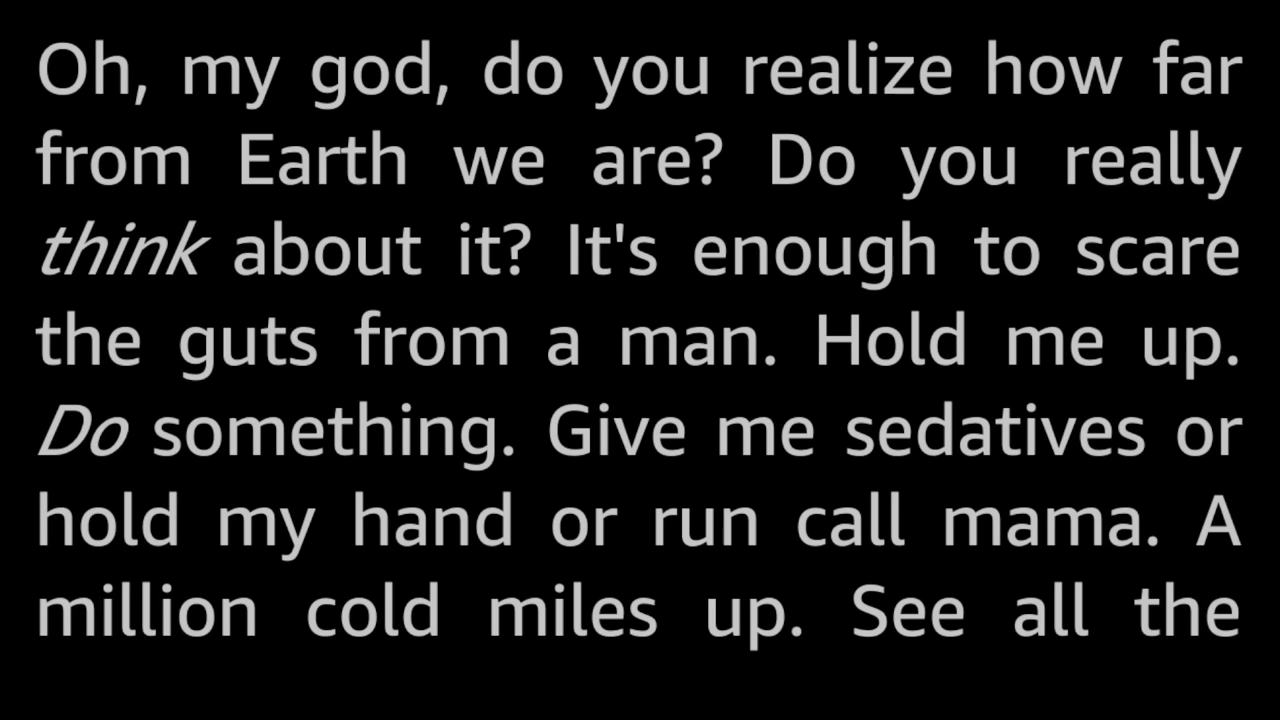 Oh, my god, do you realize how far
from Earth we are? Do you really
think about it? It's enough to scare
the guts from a man. Hold me up.
Do something. Give me sedatives or
hold my hand or run call mama. A
million cold miles up. See all the